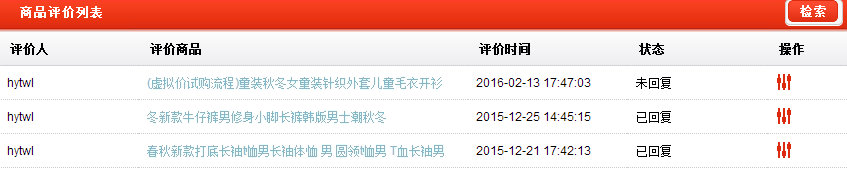 商品评价列表 检索
评价人 评价商品 评价时间 状态 操作
hytwl (虚拟价试购流程)童装秋冬女童装针织外套儿童毛衣开衫 2016-02-13 17:47:03 未回复
hytwl 冬新款牛仔裤男修身小脚长裤韩版男士潮秋冬 2015-12-25 14:45:15 已回复
hytwl 春秋新款打底长袖t恤男长袖体恤 男 圆领t恤男 T血长袖男 2015-12-21 17:42:13 已回复